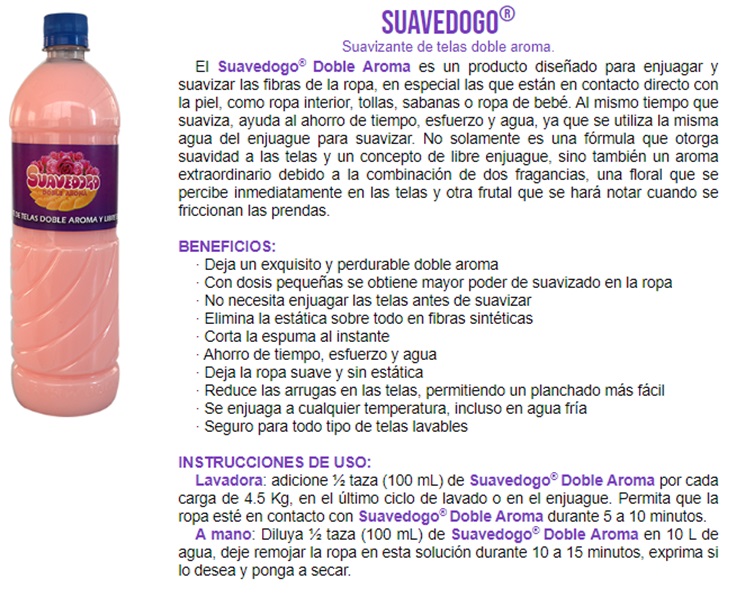 SUAVEDOGO®
Suavizante de telas doble aroma.
El Suavedogo® Doble Aroma es un producto diseñado para enjuagar y
suavizar las fibras de la ropa, en especial las que están en contacto directo con
la piel, como ropa interior, tollas, sabanas o ropa de bebé. Al mismo tiempo que
suaviza, ayuda al ahorro de tiempo, esfuerzo y agua, ya que se utiliza la misma
agua del enjuague para suavizar. No solamente es una fórmula que otorga
suavidad a las telas y un concepto de libre enjuague, sino también un aroma
extraordinario debido a la combinación de dos fragancias, una floral que se
percibe inmediatamente en las telas y otra frutal que se hará notar cuando se
friccionan las prendas.
BENEFICIOS:
· Deja un exquisito y perdurable doble aroma
· Con dosis pequeñas se obtiene mayor poder de suavizado en la ropa
· No necesita enjuagar las telas antes de suavizar
· Elimina la estática sobre todo en fibras sintéticas
· Corta la espuma al instante
· Ahorro de tiempo, esfuerzo y agua
· Deja la ropa suave y sin estática
· Reduce las arrugas en las telas, permitiendo un planchado más fácil
· Se enjuaga a cualquier temperatura, incluso en agua fría
· Seguro para todo tipo de telas lavables
INSTRUCCIONES DE USO:
Lavadora: adicione ½ taza (100 mL) de Suavedogo® Doble Aroma por cada
carga de 4.5 Kg, en el último ciclo de lavado o en el enjuague. Permita que la
ropa esté en contacto con Suavedogo® Doble Aroma durante 5 a 10 minutos.
A mano: Diluya ½ taza (100 mL) de Suavedogo® Doble Aroma en 10 L de
agua, deje remojar la ropa en esta solución durante 10 a 15 minutos, exprima si
lo desea y ponga a secar.
SUAVEDOGO
DOBLE AROMA
DE TELAS DOBLE AROMA Y LIBRE